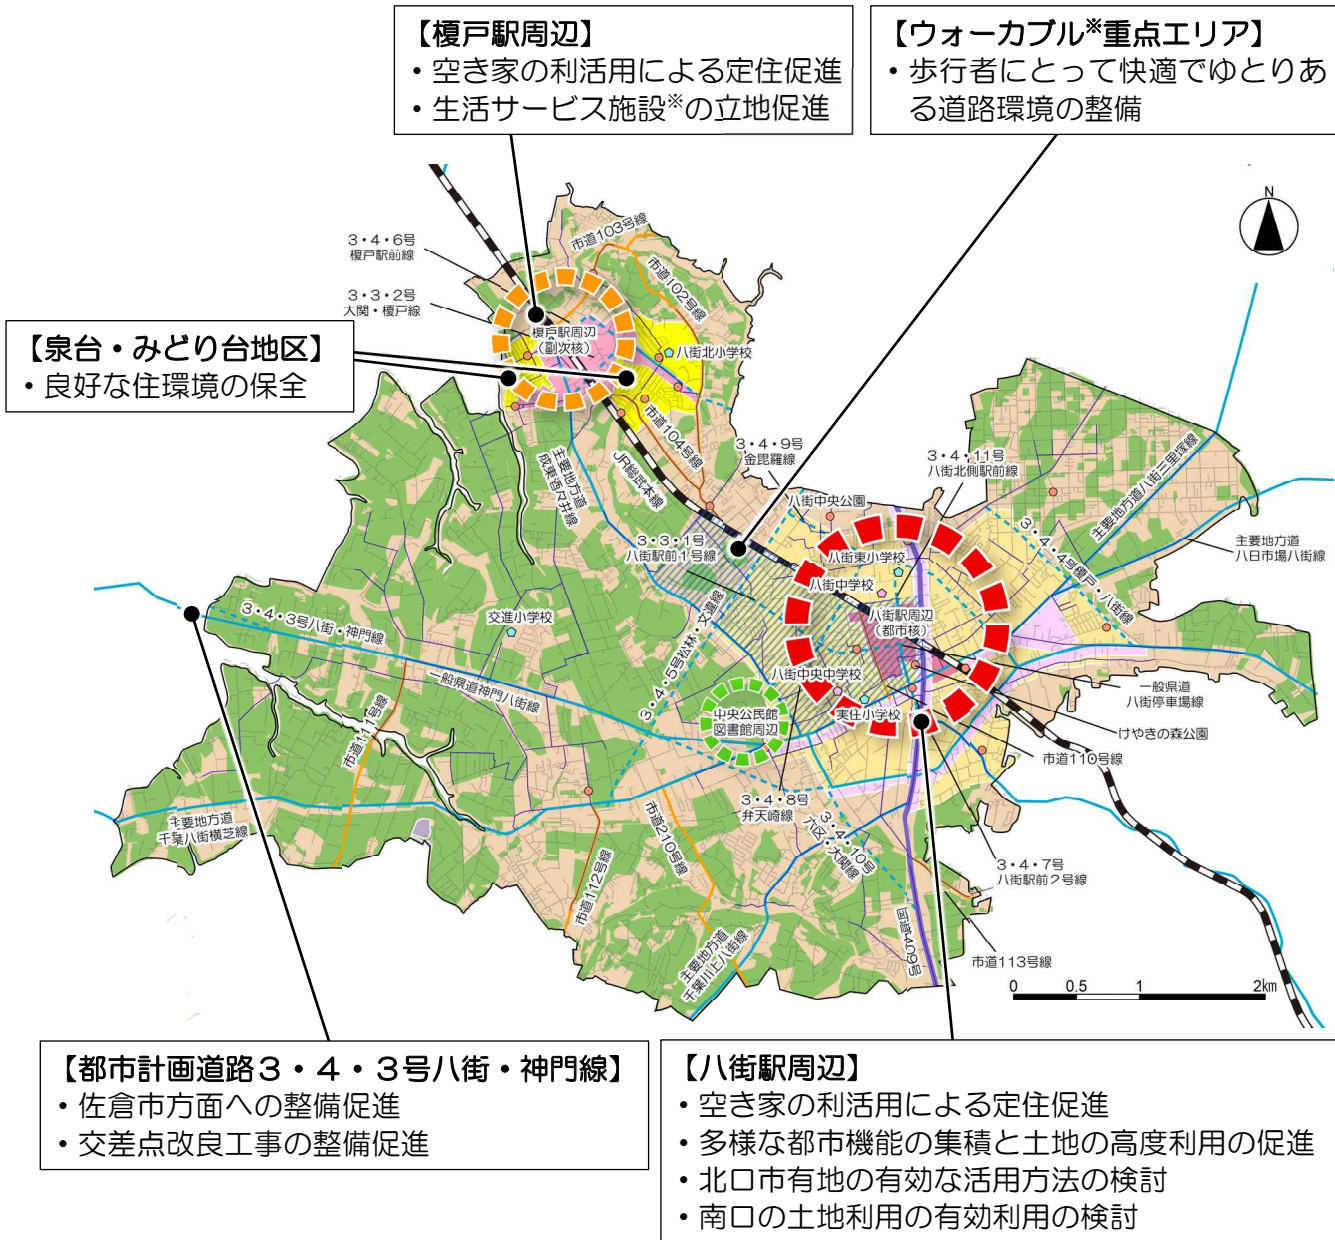 【榎戸駅周辺】
・空き家の利活用による定住促進
・生活サービス施設※の立地促進
【ウォーカブル※重点エリア】
・歩行者にとって快適でゆとりあ
る道路環境の整備
N
市道103号線
3・4・6号
榎戸駅前線
市道102号線
3・3・2号
大関・榎戸線
榎戸駅周辺
（副次核）
八街北小学校
【泉台・みどり台地区】
・良好な住環境の保全
市道104号線
主要地方道
成東酒々井線
JR総武本線
3・4・9号
金毘羅線
3・4・11号
八街北側駅前線
主要地方道八街三里塚線
八街中央公園
3・4・4号榎戸・八街線
主要地方道
八日市場八街線
3・3・1号
八街駅前1号線
八街東小学校
八街中学校
3・4・3号八街・神門線
交進小学校
八街駅周辺
（都市核）
3・4・5号松林・文違線
一般県道神門八街線
八街中央中学校
一般県道
八街停車場線
中央公民館
図書館周辺
実住小学校
けやきの森公園
市道111号線
市道110号線
3・4・8号
弁天崎線
主要地方道
千葉八街横芝線
市道210号線
3・4・10号
六区・大関線
3・4・7号
八街駅前2号線
市道112号線
国道409号
主要地方道
千葉川上八街線
市道113号線
0 0.5 1 2km
【都市計画道路3・4・3号八街・神門線】
・佐倉市方面への整備促進
・交差点改良工事の整備促進
【八街駅周辺】
・空き家の利活用による定住促進
・多様な都市機能の集積と土地の高度利用の促進
・北口市有地の有効な活用方法の検討
・南口の土地利用の有効利用の検討